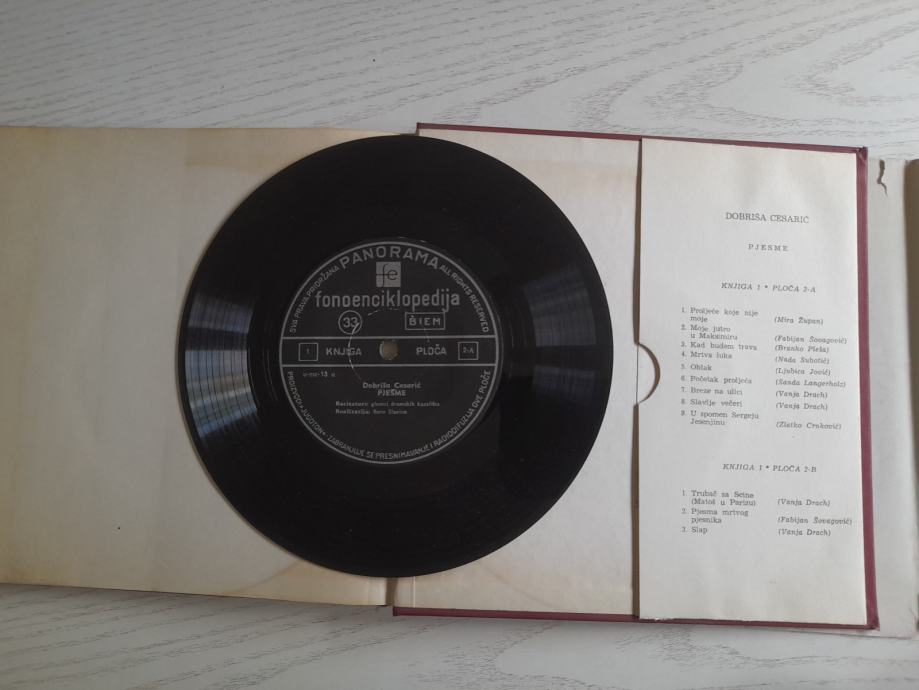 PANORAMA
SVA PRAVA PRIDRŽANA
ALL RIGHTS RESERVED
fe
fonoenciklopedija
33
BIEM
1 KNJIGA PLOČA 2-A
Dobriša Cesarić
PJESME
Recitatori: glumci dramskih kazališta
PROIZVODI »JUGOTON« · ZABRANJUJE SE PRESNIMAVANJE I RADIODIFUZIJA OVE PLOČE
DOBRIŠA CESARIĆ
PJESME
KNJIGA 1 * PLOČA 2-A
1. Proljeće koje nije
moje (Mira Župan)
2. Moje jutro
u Maksimiru (Fabijan Šovagović)
3. Kad budem trava (Branko Pleša)
4. Mrtva luka (Nada Subotić)
5. Oblak (Ljubica Jović)
6. Početak proljeća (Sanda Langerholz)
7. Breze na ulici (Vanja Drach)
8. Slavlje večeri (Vanja Drach)
9. U spomen Sergeju
Jesenjinu (Zlatko Crnković)
KNJIGA 1 * PLOČA 2-B
1. Trubač sa Seine
(Matoš u Parizu) (Vanja Drach)
2. Pjesma mrtvog
pjesnika (Fabijan Šovagović)
3. Slap (Vanja Drach)